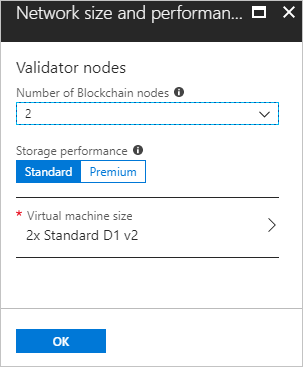 Network size and performan...
Validator nodes
Number of Blockchain nodes
2
Storage performance
Standard Premium
* Virtual machine size
2x Standard D1 v2
OK